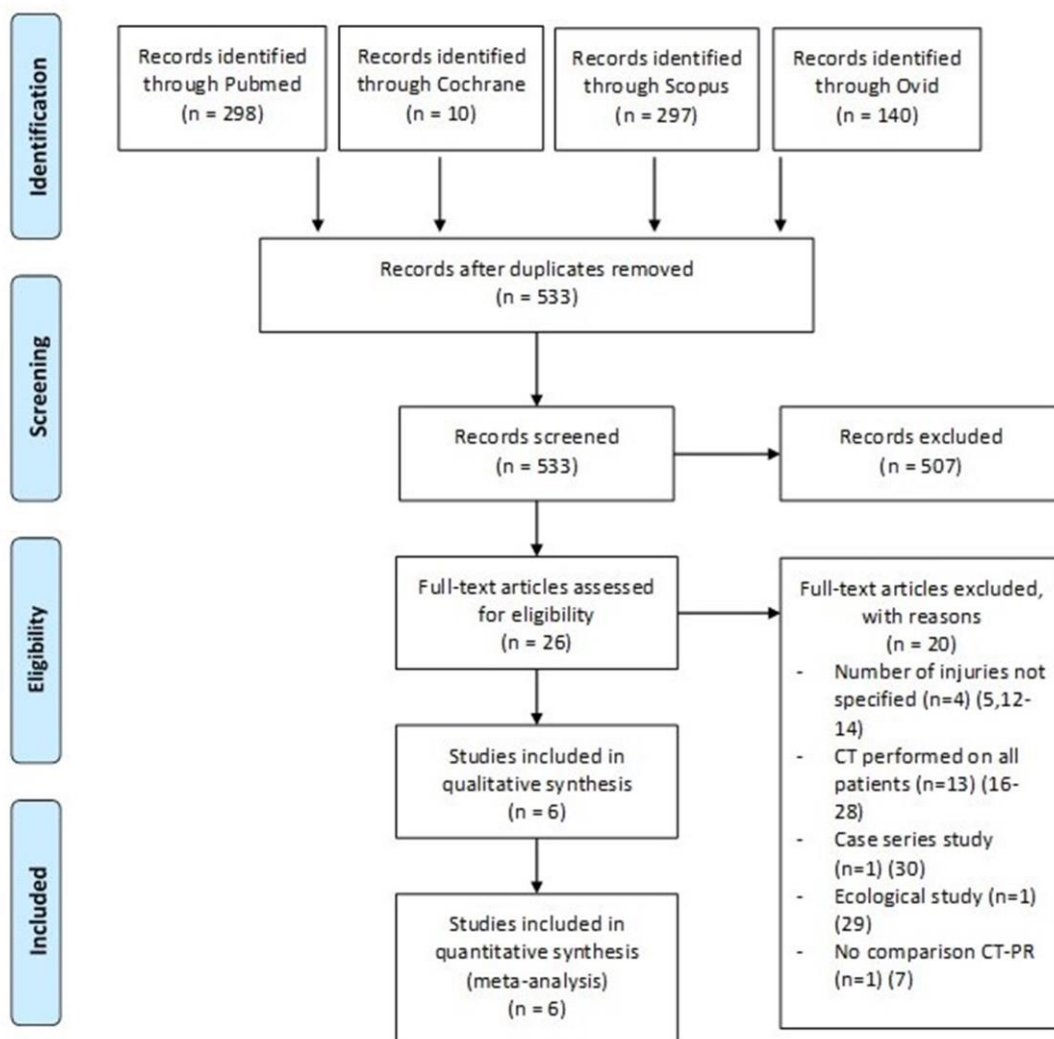 Identification
Records identified
through Pubmed
(n = 298)
Records identified
through Cochrane
(n = 10)
Records identified
through Scopus
(n = 297)
Records identified
through Ovid
(n = 140)
Records after duplicates removed
(n = 533)
Screening
Records screened
(n = 533)
Records excluded
(n = 507)
Eligibility
Full-text articles assessed
for eligibility
(n = 26)
Full-text articles excluded,
with reasons
(n = 20)
- Number of injuries not
specified (n=4) (5,12-
14)
- CT performed on all
patients (n=13) (16-
28)
- Case series study
(n=1) (30)
- Ecological study (n=1)
(29)
- No comparison CT-PR
(n=1) (7)
Studies included in
qualitative synthesis
(n = 6)
Included
Studies included in
quantitative synthesis
(meta-analysis)
(n = 6)